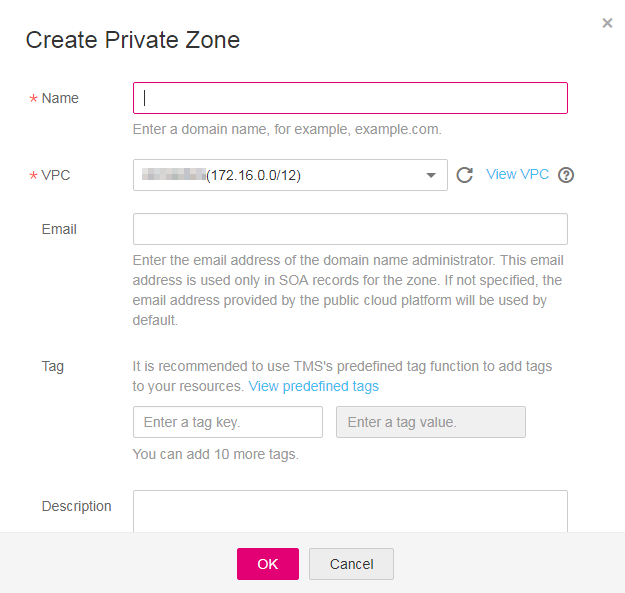 Create Private Zone
* Name
Enter a domain name, for example, example.com.
* VPC
(172.16.0.0/12)
View VPC
?
Email
Enter the email address of the domain name administrator. This email
address is used only in SOA records for the zone. If not specified, the
email address provided by the public cloud platform will be used by
default.
Tag
It is recommended to use TMS's predefined tag function to add tags
to your resources. View predefined tags
Enter a tag key.
Enter a tag value.
You can add 10 more tags.
Description
OK
Cancel